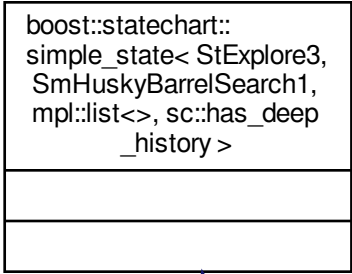 boost::statechart::
simple_state< StExplore3,
SmHuskyBarrelSearch1,
mpl::list<>, sc::has_deep
_history >